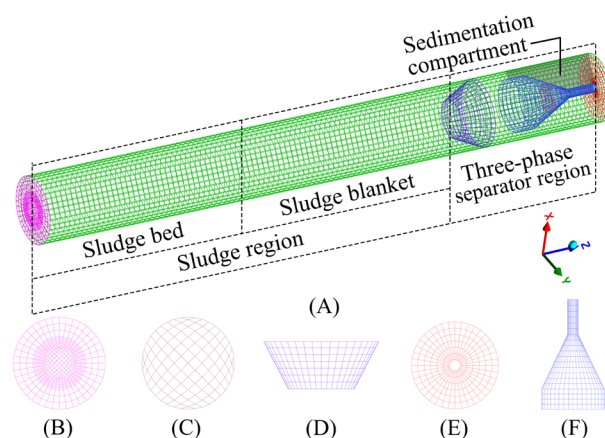 Sedimentation
compartment
Three-phase
separator region
Sludge blanket
Sludge bed
Sludge region
X
Z
Y
(A)
(B)
(C)
(D)
(E)
(F)